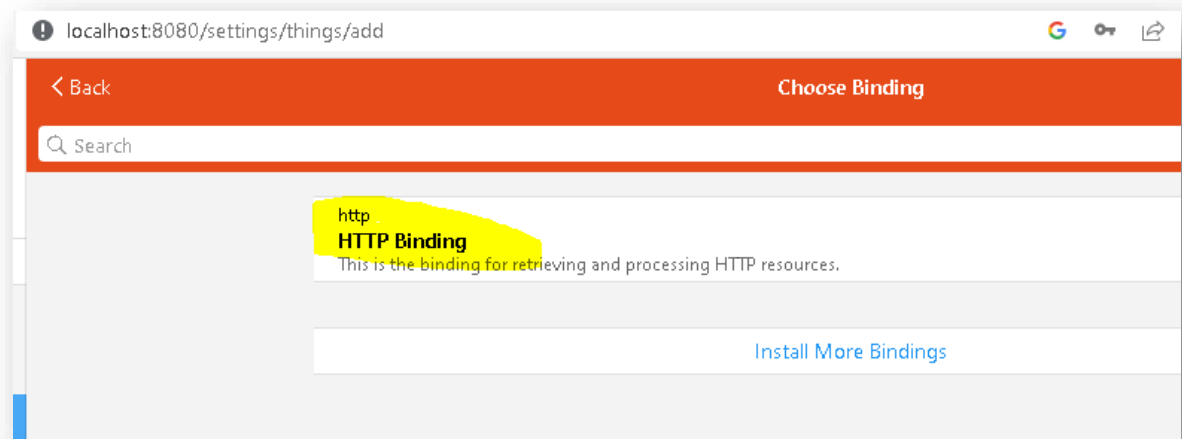 localhost:8080/settings/things/add
Back
Choose Binding
Search
http
HTTP Binding
This is the binding for retrieving and processing HTTP resources.
Install More Bindings